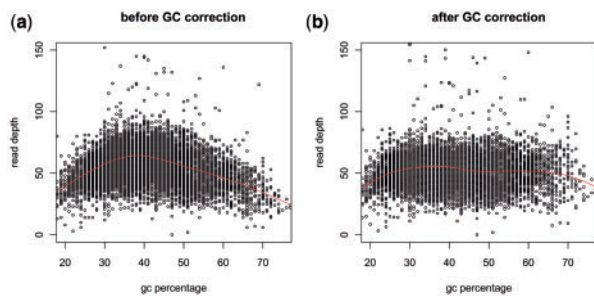 (a) before GC correction
150
100
50
0
read depth
20 30 40 50 60 70
gc percentage
(b) after GC correction
150
100
50
0
read depth
20 30 40 50 60 70
gc percentage